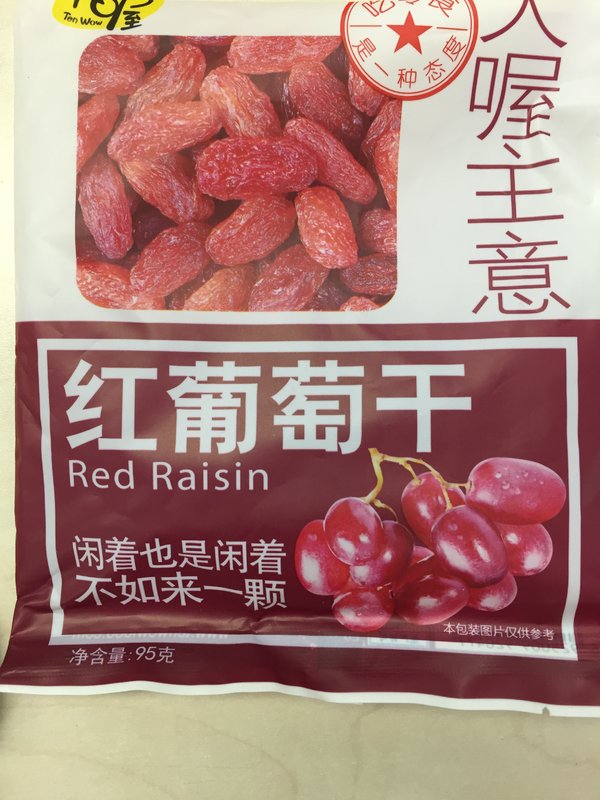 Ten Wow
是一种态度
喔主意
红葡萄干
Red Raisin
闲着也是闲着
不如来一颗
本包装图片仅供参考
净含量:95克